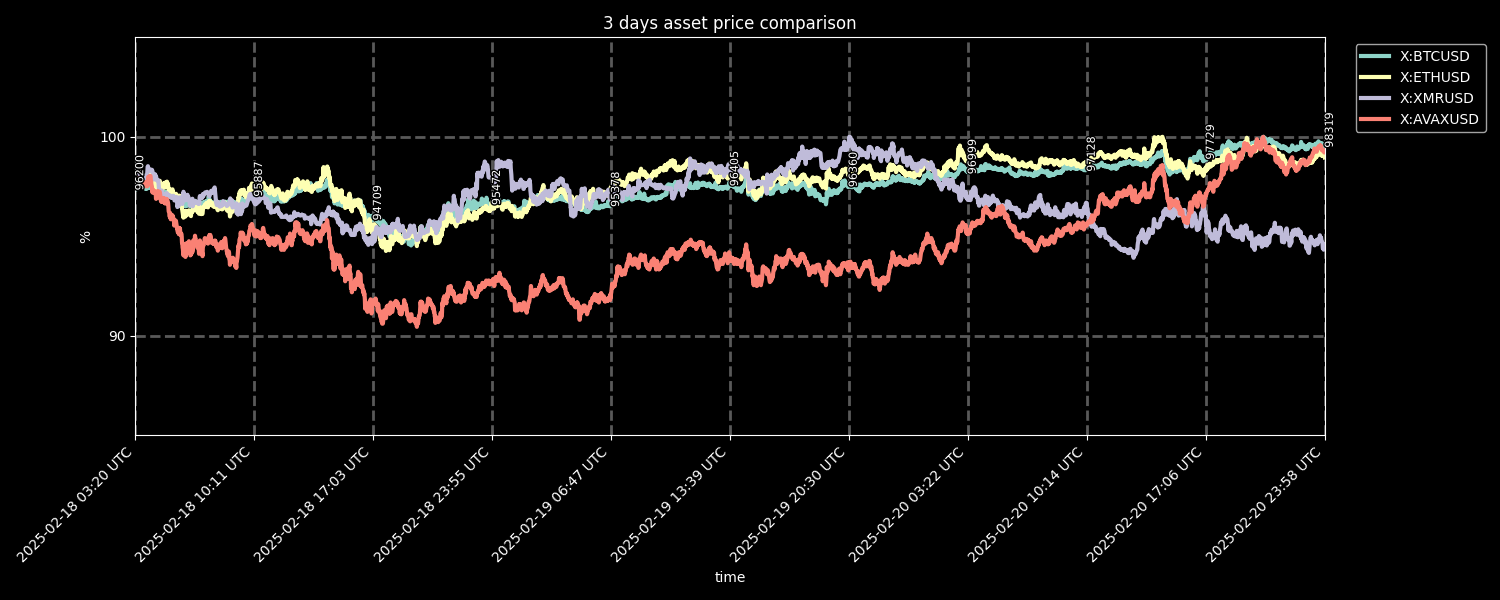 3 days asset price comparison
X:BTCUSD
X:ETHUSD
X:XMRUSD
X:AVAXUSD
100
90
%
96200
95887
94709
96405
96360
96999
97128
97729
98319
2025-02-18 03:20 UTC
2025-02-18 10:11 UTC
2025-02-18 17:03 UTC
2025-02-18 23:55 UTC
2025-02-19 06:47 UTC
2025-02-19 13:39 UTC
2025-02-19 20:30 UTC
2025-02-20 03:22 UTC
2025-02-20 10:14 UTC
2025-02-20 17:06 UTC
2025-02-20 23:58 UTC
time